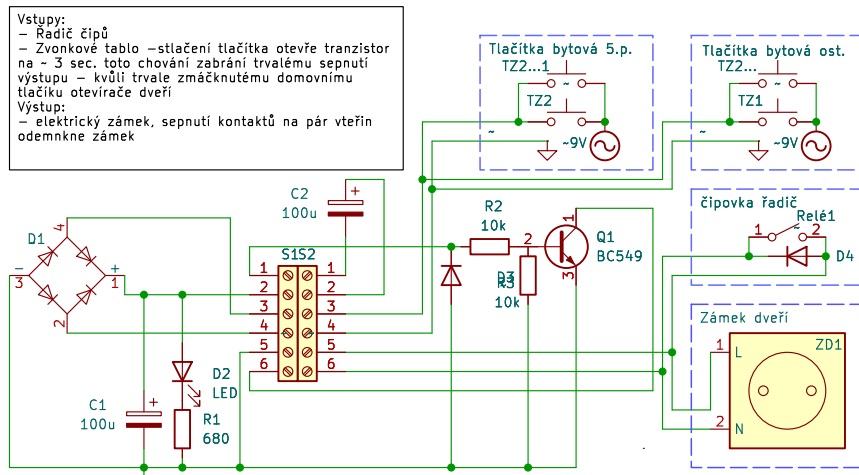 Vstupy:
– Řadič čipů
– Zvonkové tablo –stlačení tlačítka otevře tranzistor
na ~ 3 sec. toto chování zabrání trvalému sepnutí
výstupu – kvůli trvale zmáčknutému domovnímu
tlačíku otevírače dveří
Výstup:
– elektrický zámek, sepnutí kontaktů na pár vteřin
odemnkne zámek
Tlačítka bytová 5.p.
TZ2...1
~
TZ2
~
~9V
Tlačítka bytová ost.
TZ2...
~
TZ1
~
~9V
čipovka řadič
Relé1
1
~
2
D4
Zámek dveří
ZD1
1
L
2
N
D1
4
–
3
+
1
2
C2
100u
+
S1S2
1
2
3
4
5
6
1
2
3
4
5
6
R2
10k
2
1
3
Q1
BC549
D3
R3
10k
D2
LED
R1
680
C1
100u
+